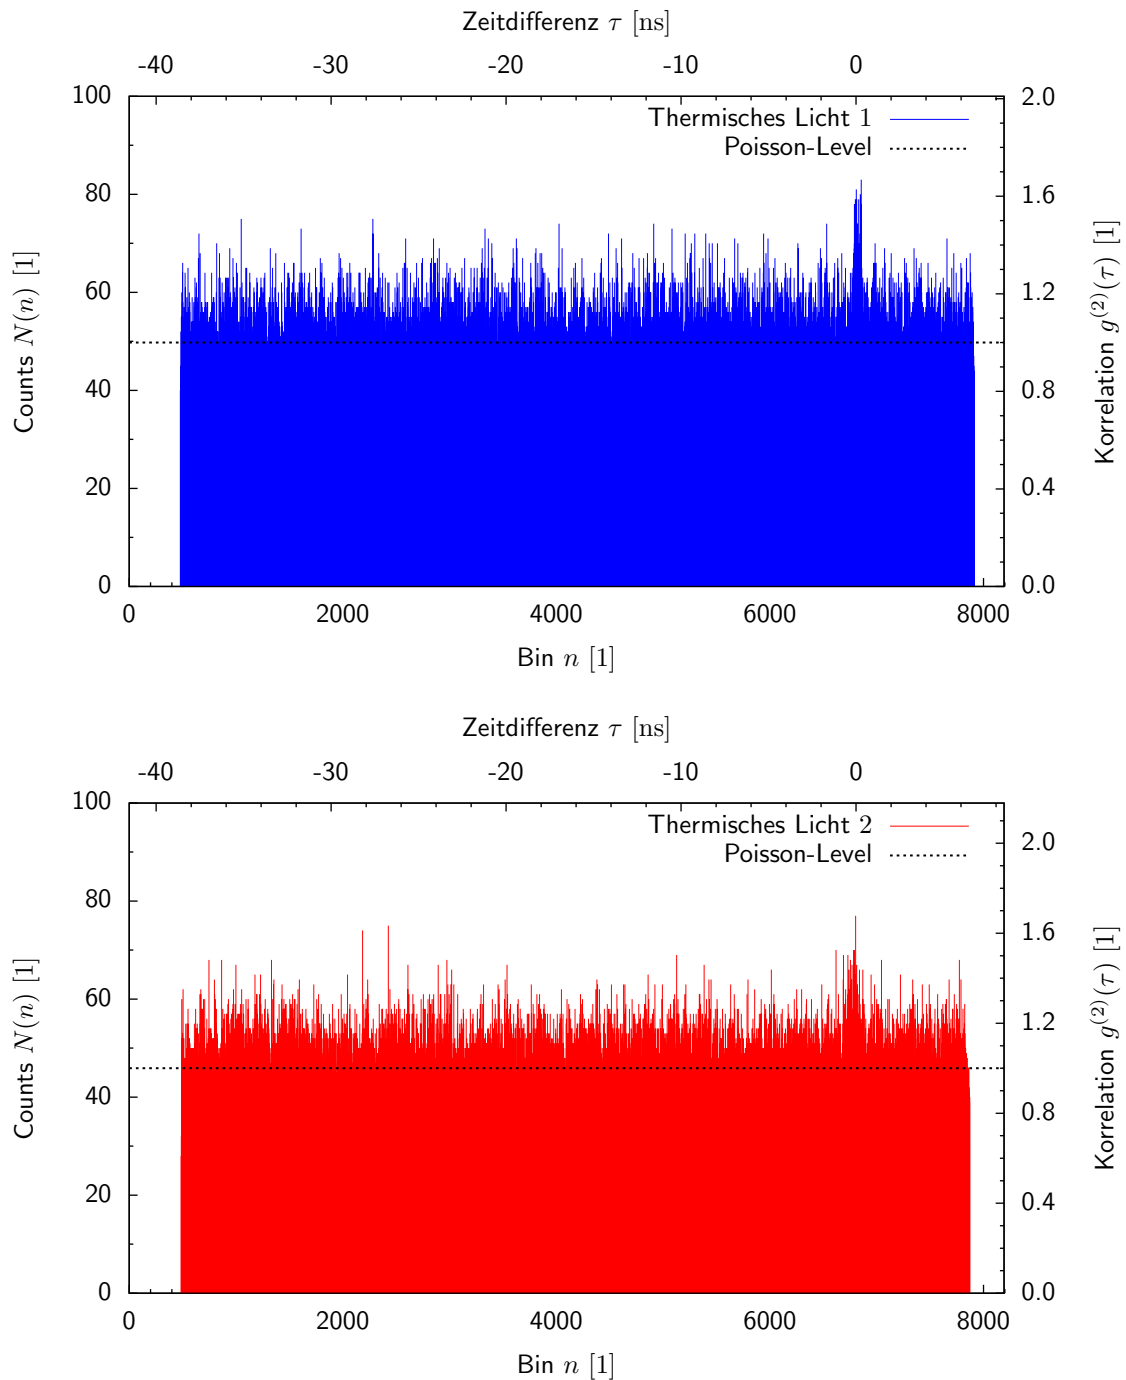 Zeitdifferenz τ [ns]
-40 -30 -20 -10 0
100 2.0
Thermisches Licht 1
Poisson-Level
80 1.6
60 1.2
40 0.8
20 0.4
0 0.0
Counts N(n) [1]
Korrelation g⁽²⁾(τ) [1]
0 2000 4000 6000 8000
Bin n [1]
Zeitdifferenz τ [ns]
-40 -30 -20 -10 0
100
Thermisches Licht 2
2.0
Poisson-Level
80 1.6
60 1.2
40 0.8
20 0.4
0 0.0
Counts N(n) [1]
Korrelation g⁽²⁾(τ) [1]
0 2000 4000 6000 8000
Bin n [1]